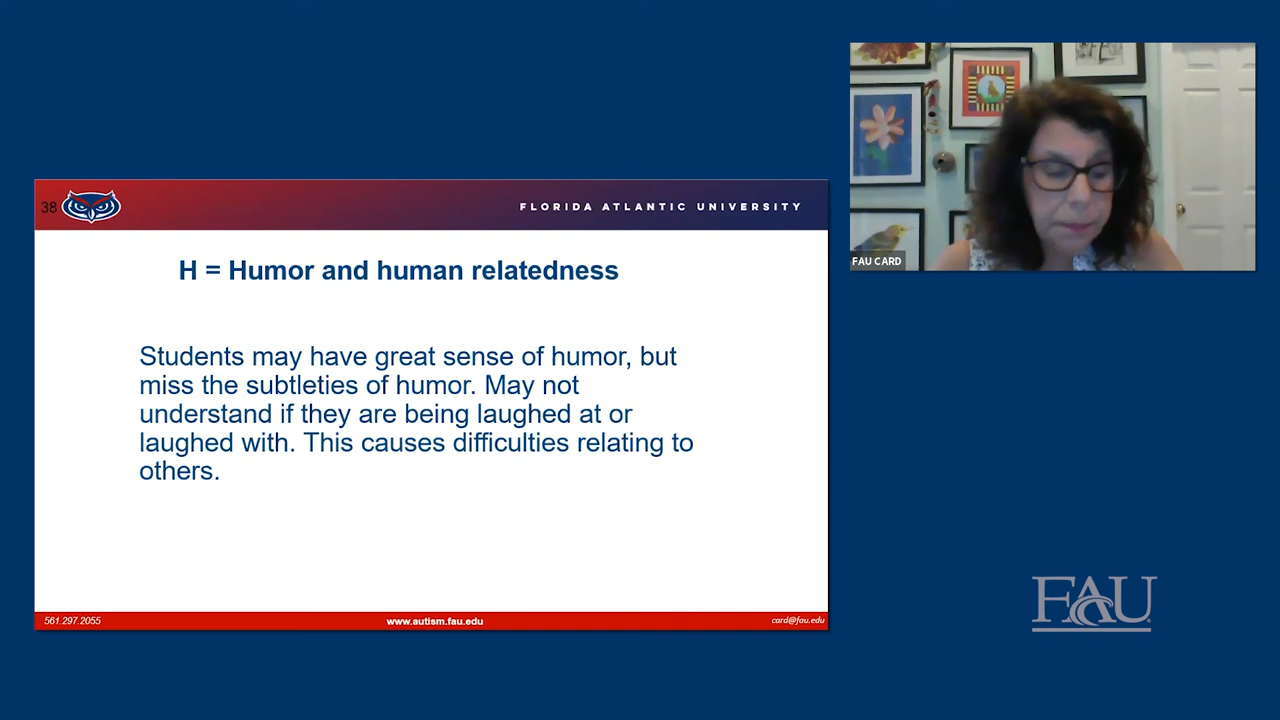 38
FLORIDA ATLANTIC UNIVERSITY
H = Humor and human relatedness
Students may have great sense of humor, but
miss the subtleties of humor. May not
understand if they are being laughed at or
laughed with. This causes difficulties relating to
others.
561.297.2055
www.autism.fau.edu
card@fau.edu
FAU CARD
FAU